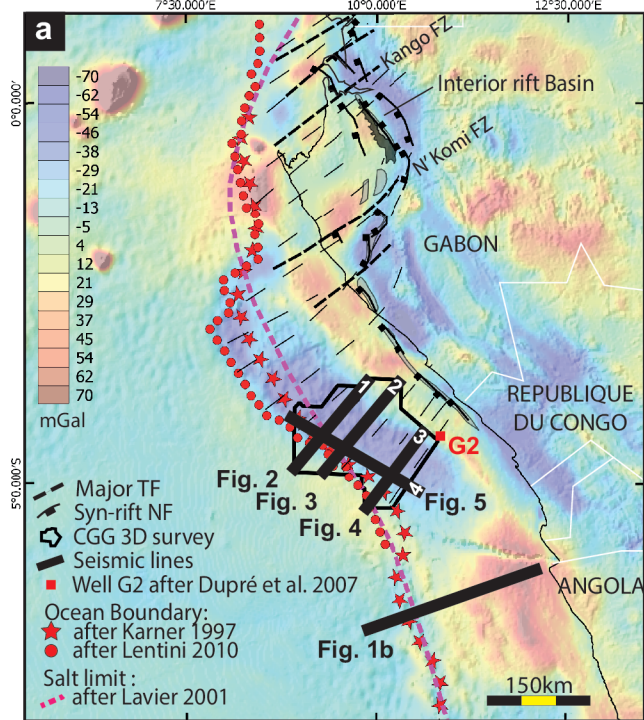 a
7°30.000'E
10°00.000'E
12°30.000'E
0°0.000'
5°0.000'S
-70
-62
-54
-46
-38
-29
-21
-13
-5
4
12
21
29
37
45
54
62
70
mGal
Kango FZ
Interior rift Basin
N'Komi FZ
GABON
REPUBLIQUE
DU CONGO
ANGOLA
1
2
3
4
G2
Fig. 2
Fig. 3
Fig. 4
Fig. 5
Fig. 1b
Major TF
Syn-rift NF
CGG 3D survey
Seismic lines
Well G2 after Dupré et al. 2007
Ocean Boundary:
after Karner 1997
after Lentini 2010
Salt limit :
after Lavier 2001
150km